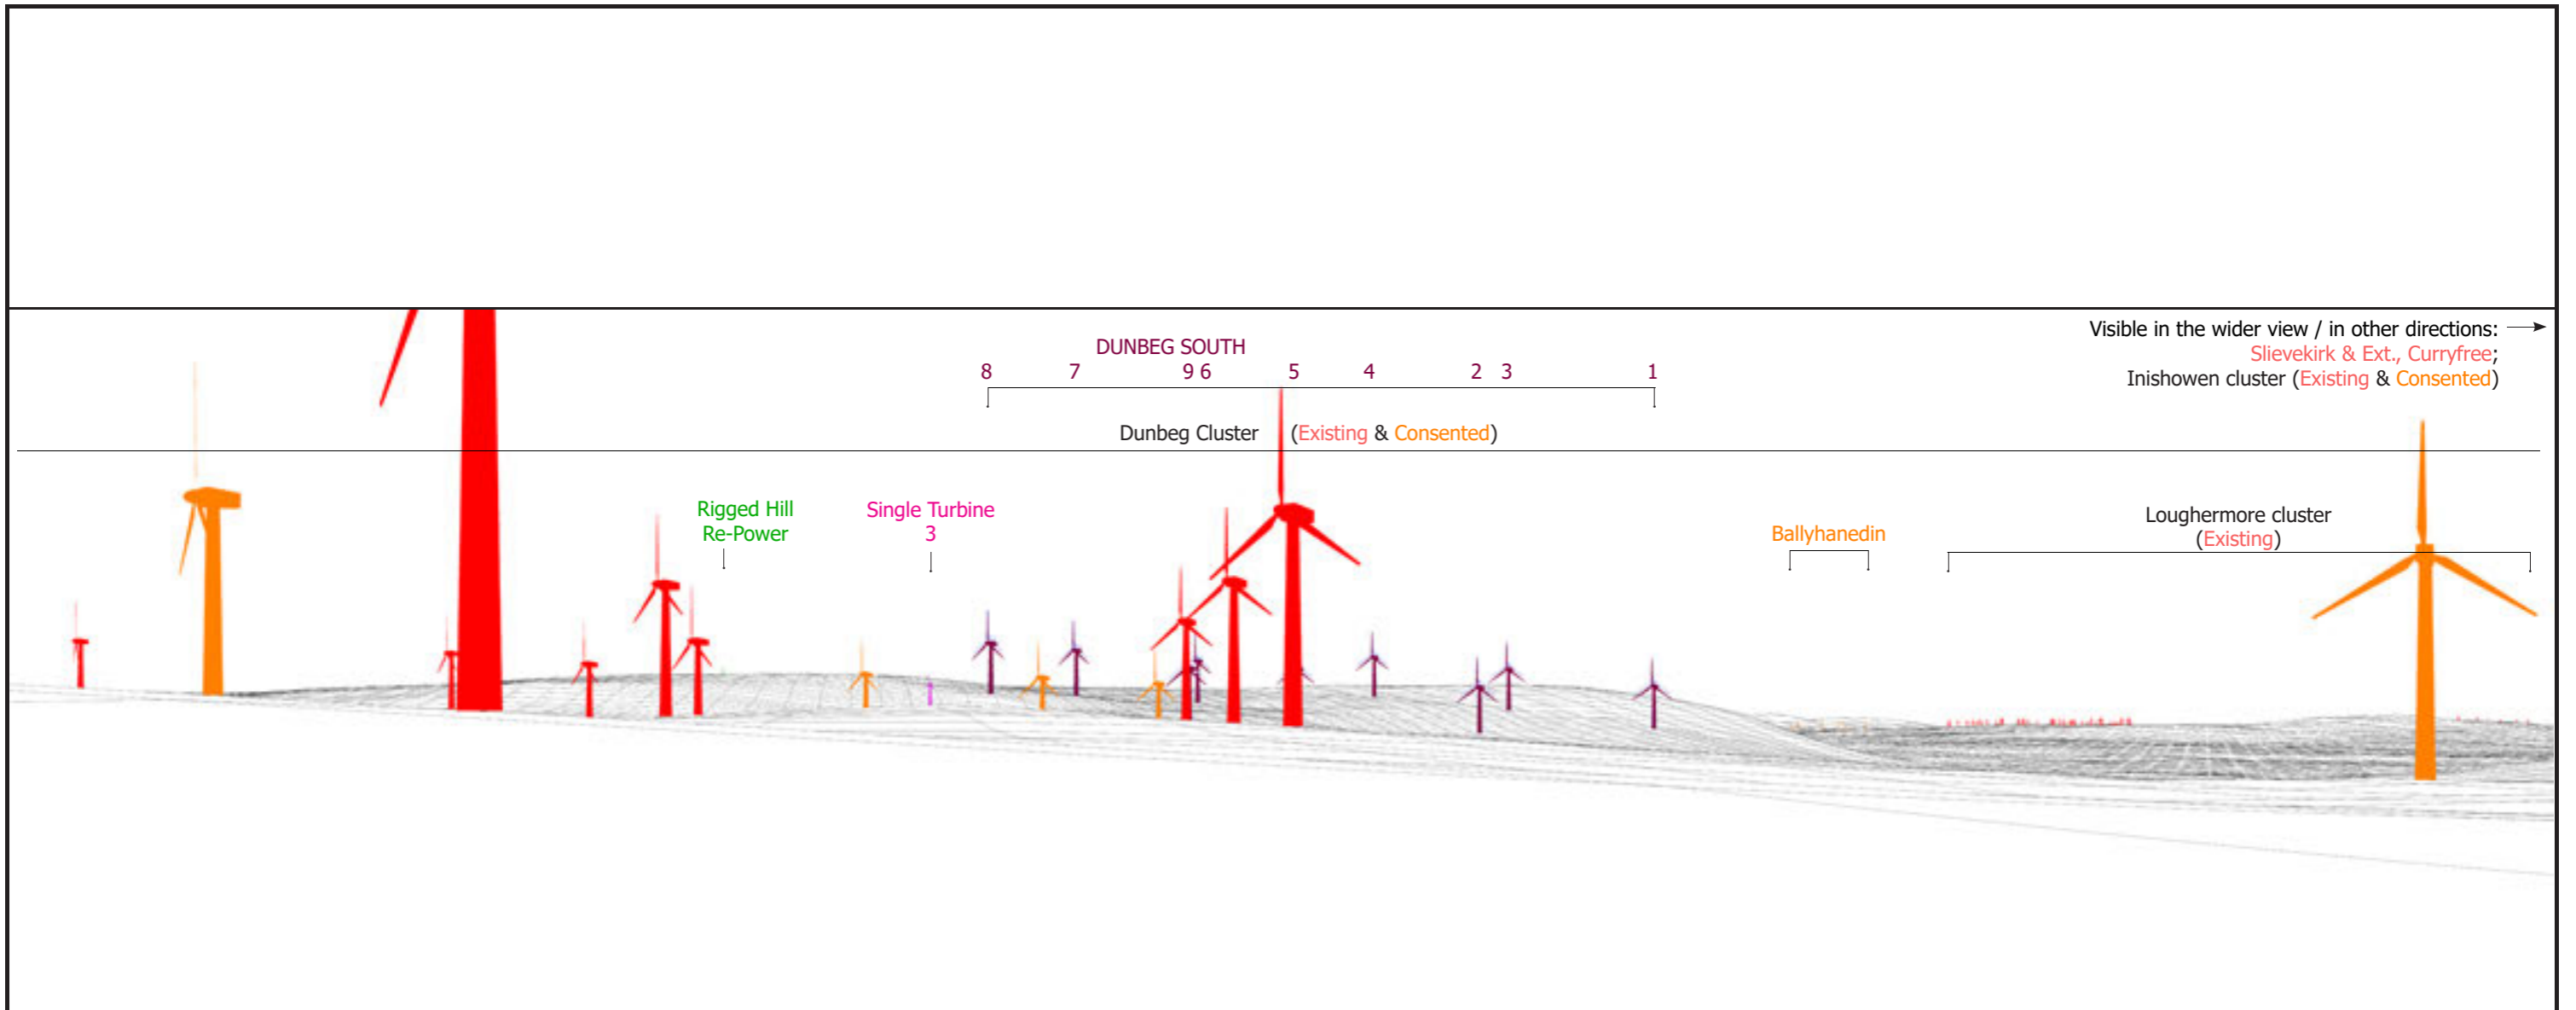 Visible in the wider view / in other directions:
Slievekirk & Ext., Curryfree;
Inishowen cluster (Existing & Consented)
DUNBEG SOUTH
8 7 9 6 5 4 2 3 1
Dunbeg Cluster (Existing & Consented)
Rigged Hill
Re-Power
Single Turbine
3
Ballyhanedin
Loughermore cluster
(Existing)